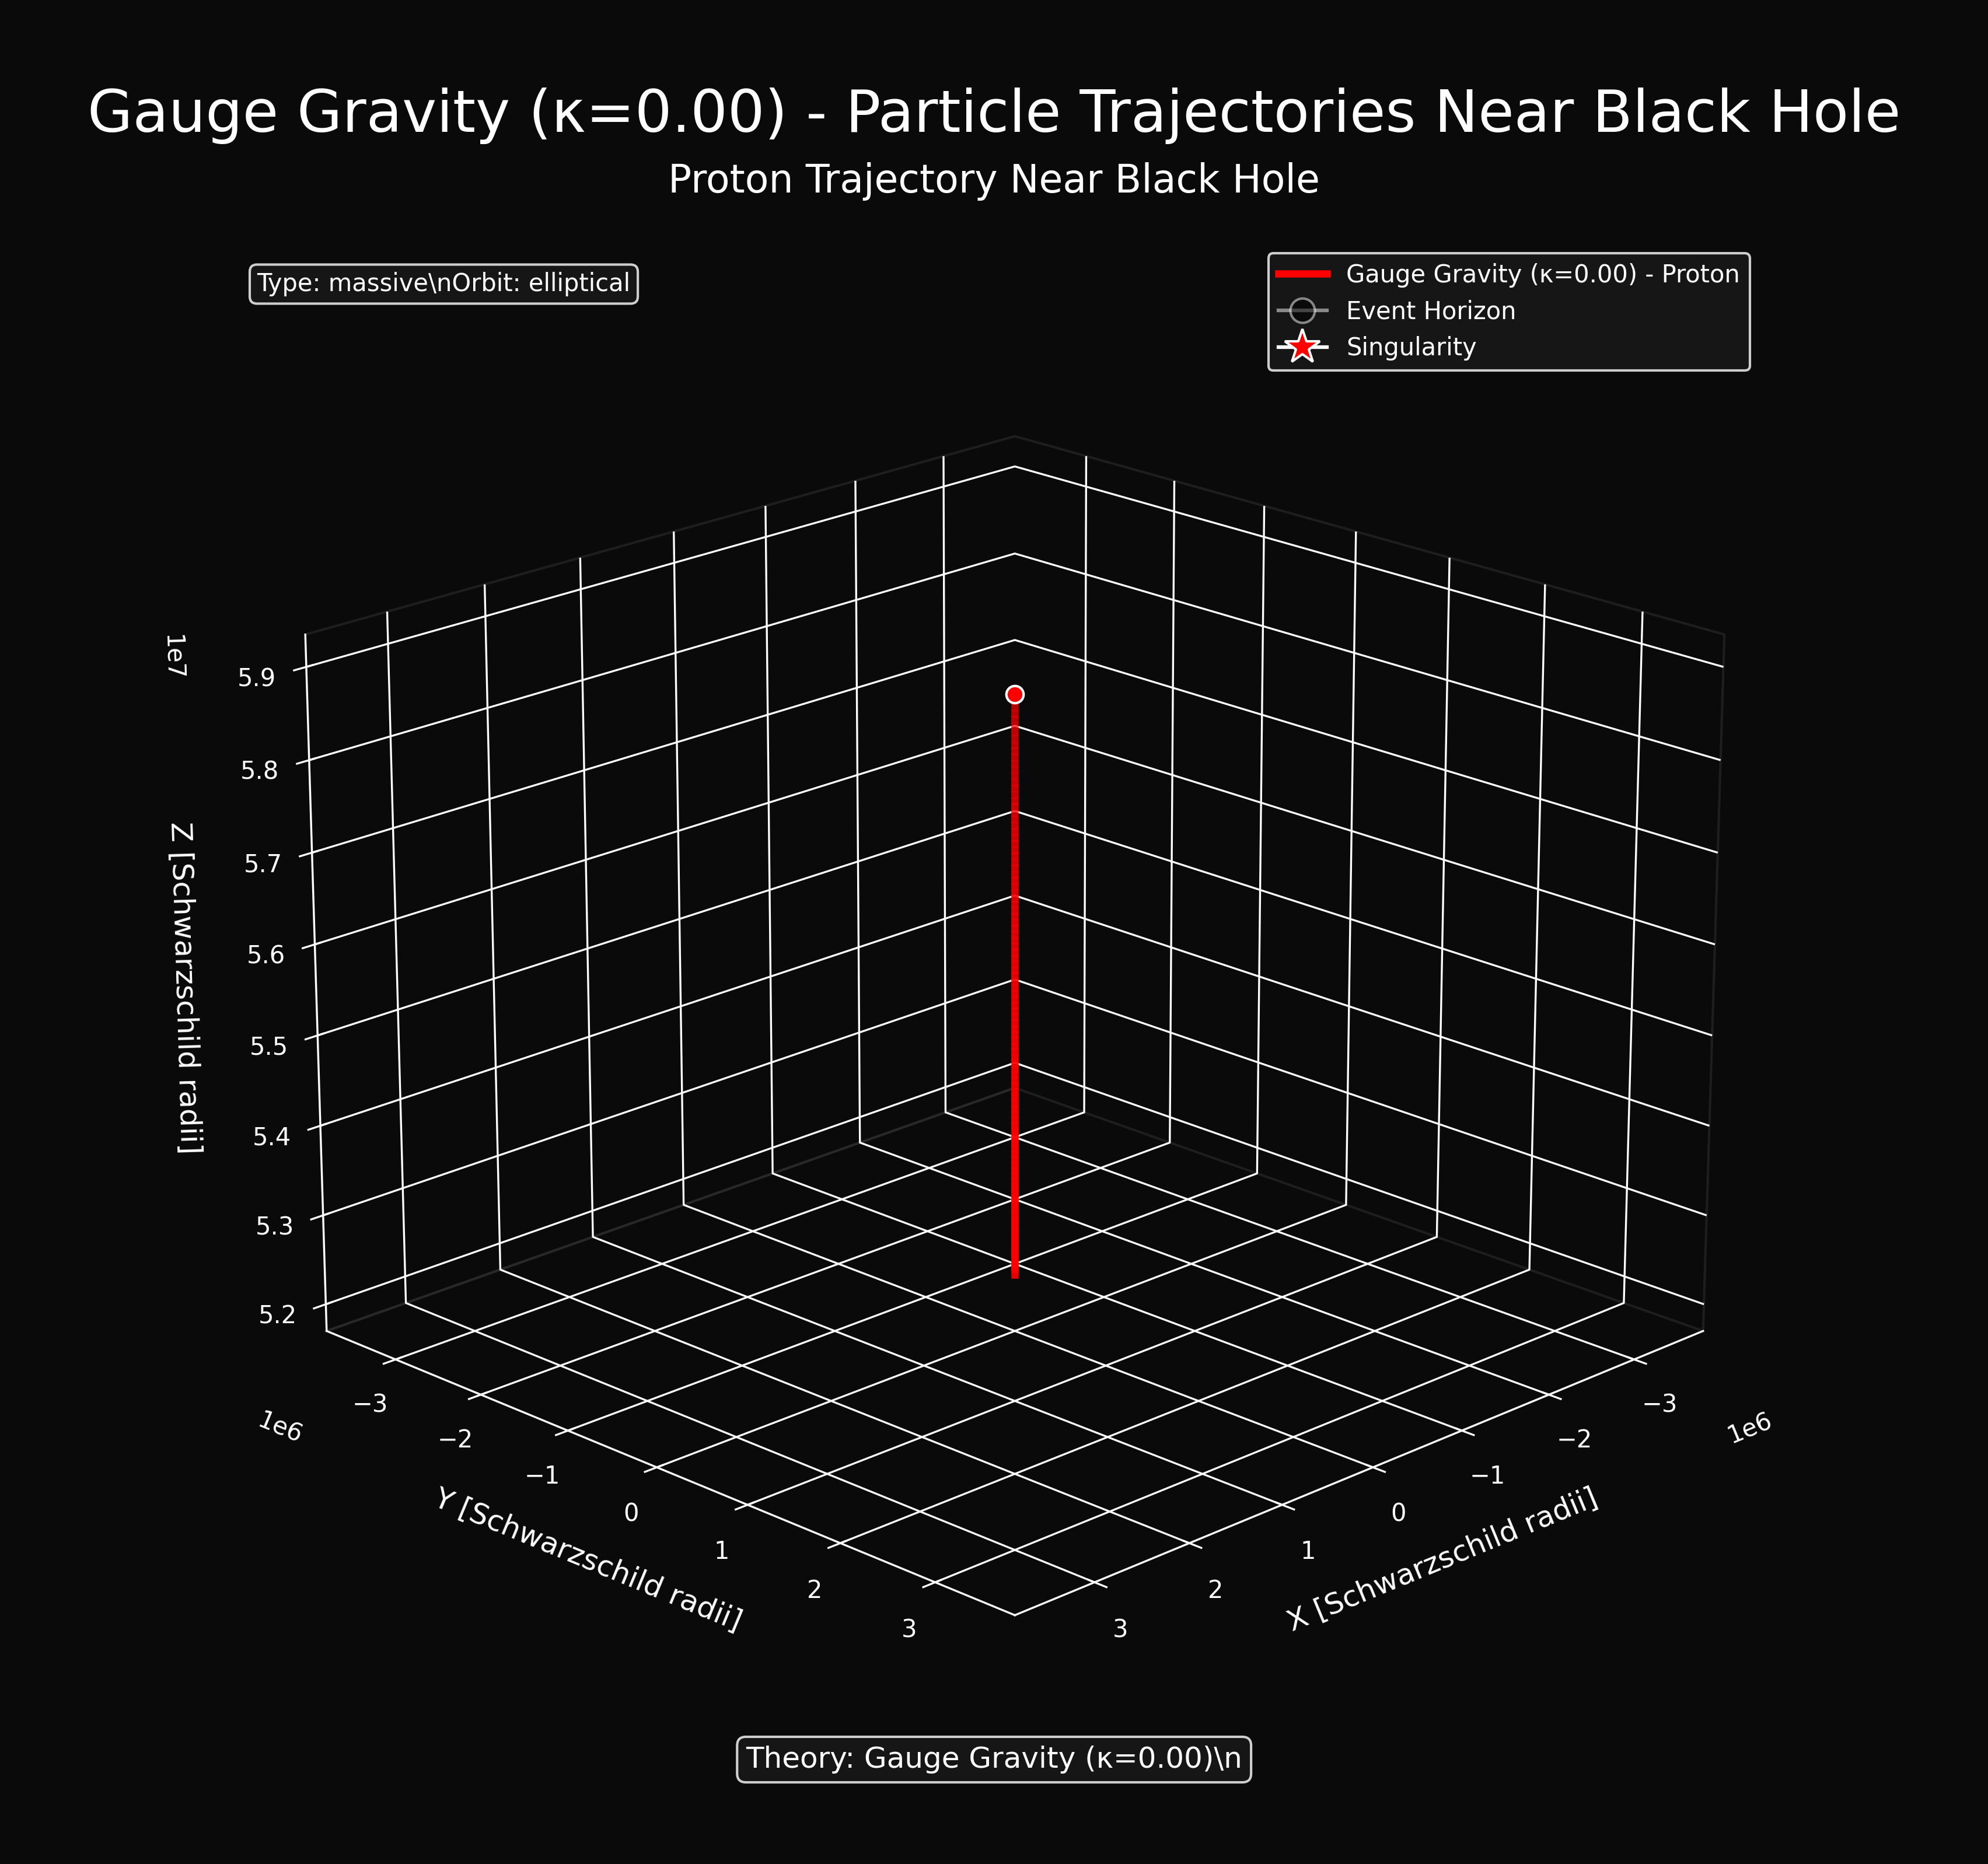 Gauge Gravity (κ=0.00) - Particle Trajectories Near Black Hole
Proton Trajectory Near Black Hole
Type: massive\nOrbit: elliptical
Gauge Gravity (κ=0.00) - Proton
Event Horizon
Singularity
1e7
5.9
5.8
5.7
5.6
5.5
5.4
5.3
5.2
Z [Schwarzschild radii]
−3
−2
−1
0
1
2
3
1e6
Y [Schwarzschild radii]
3
2
1
0
−1
−2
−3
1e6
X [Schwarzschild radii]
Theory: Gauge Gravity (κ=0.00)\n